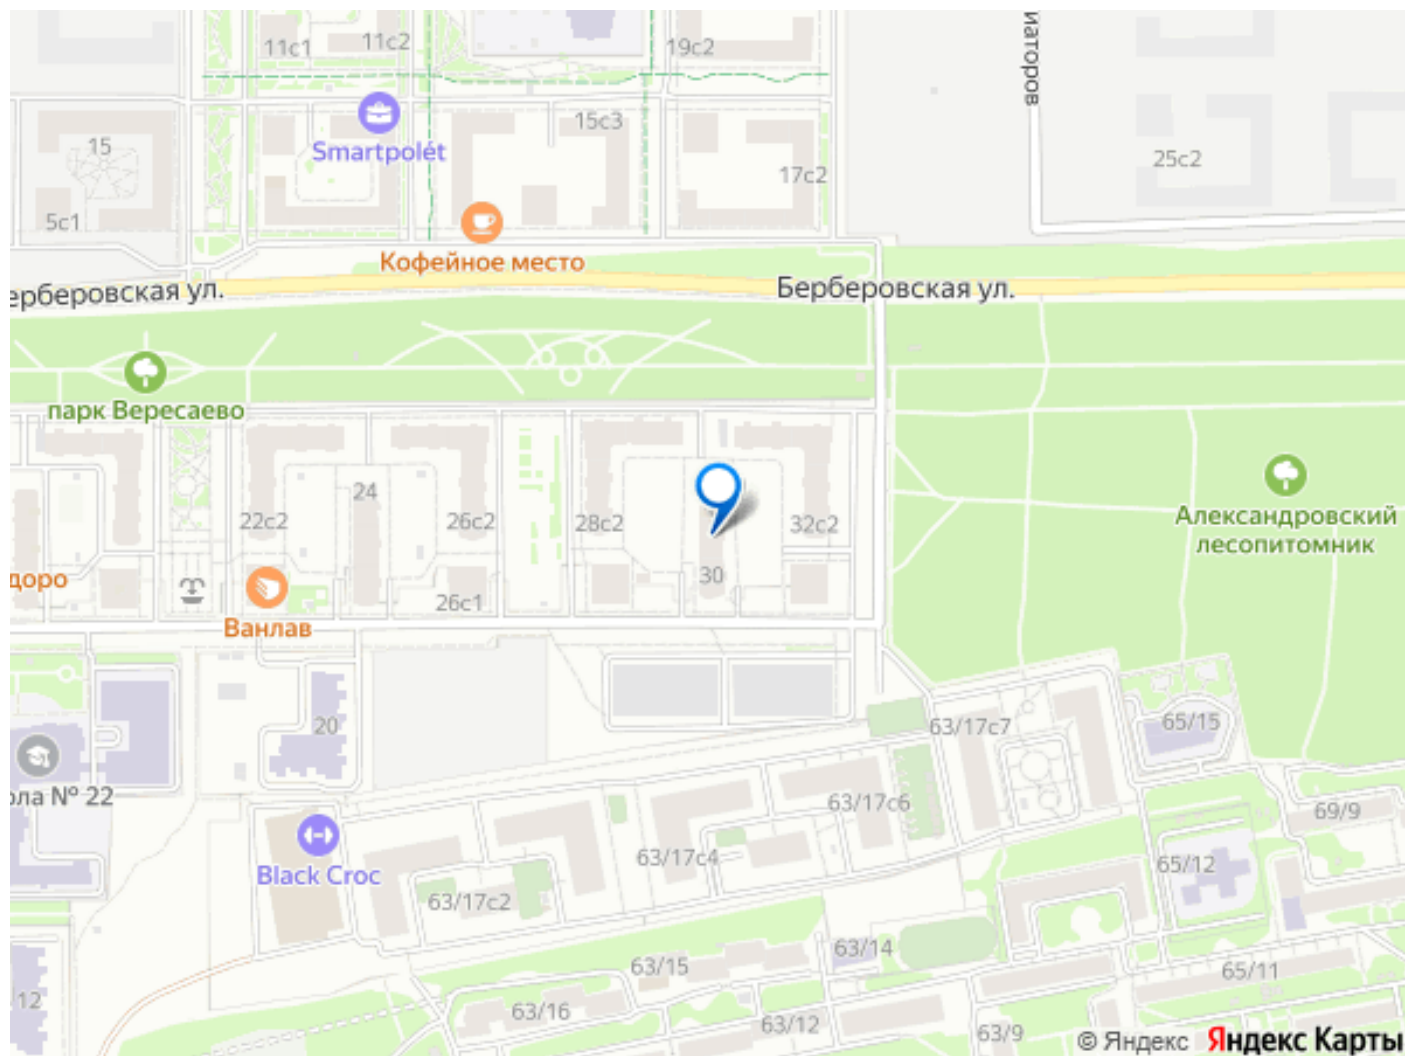 11с1
11с2
19с2
иаторов
Smartpolét
15
15с3
25с2
17с2
5с1
Кофейное место
ерберовская ул.
Берберовская ул.
парк Вересаево
24
22с2
26с2
28с2
32с2
Александровский
лесопитомник
30
доро
26с1
Ванлав
20
63/17с7
65/15
ола № 22
63/17с6
69/9
63/17с4
65/12
Black Croc
63/17с2
63/14
63/15
65/11
12
63/16
63/12
63/9
© Яндекс Яндекс Карты